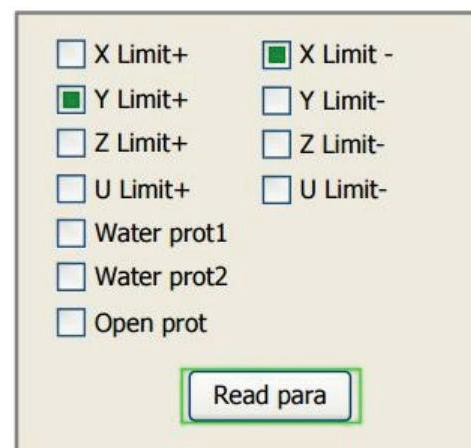 X Limit+ X Limit -
Y Limit+ Y Limit-
Z Limit+ Z Limit-
U Limit+ U Limit-
Water prot1
Water prot2
Open prot
Read para